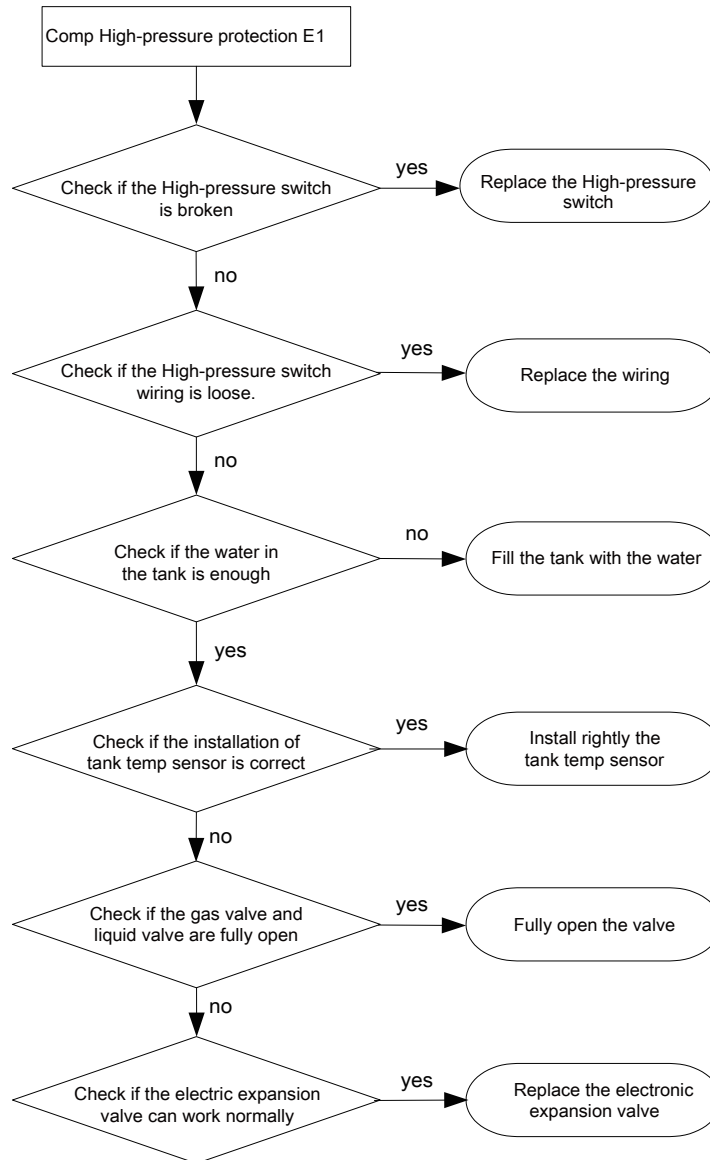 Comp High-pressure protection E1
Check if the High-pressure switch
is broken
yes
Replace the High-pressure
switch
no
Check if the High-pressure switch
wiring is loose.
yes
Replace the wiring
no
Check if the water in
the tank is enough
no
Fill the tank with the water
yes
Check if the installation of
tank temp sensor is correct
yes
Install rightly the
tank temp sensor
no
Check if the gas valve and
liquid valve are fully open
yes
Fully open the valve
no
Check if the electric expansion
valve can work normally
yes
Replace the electronic
expansion valve